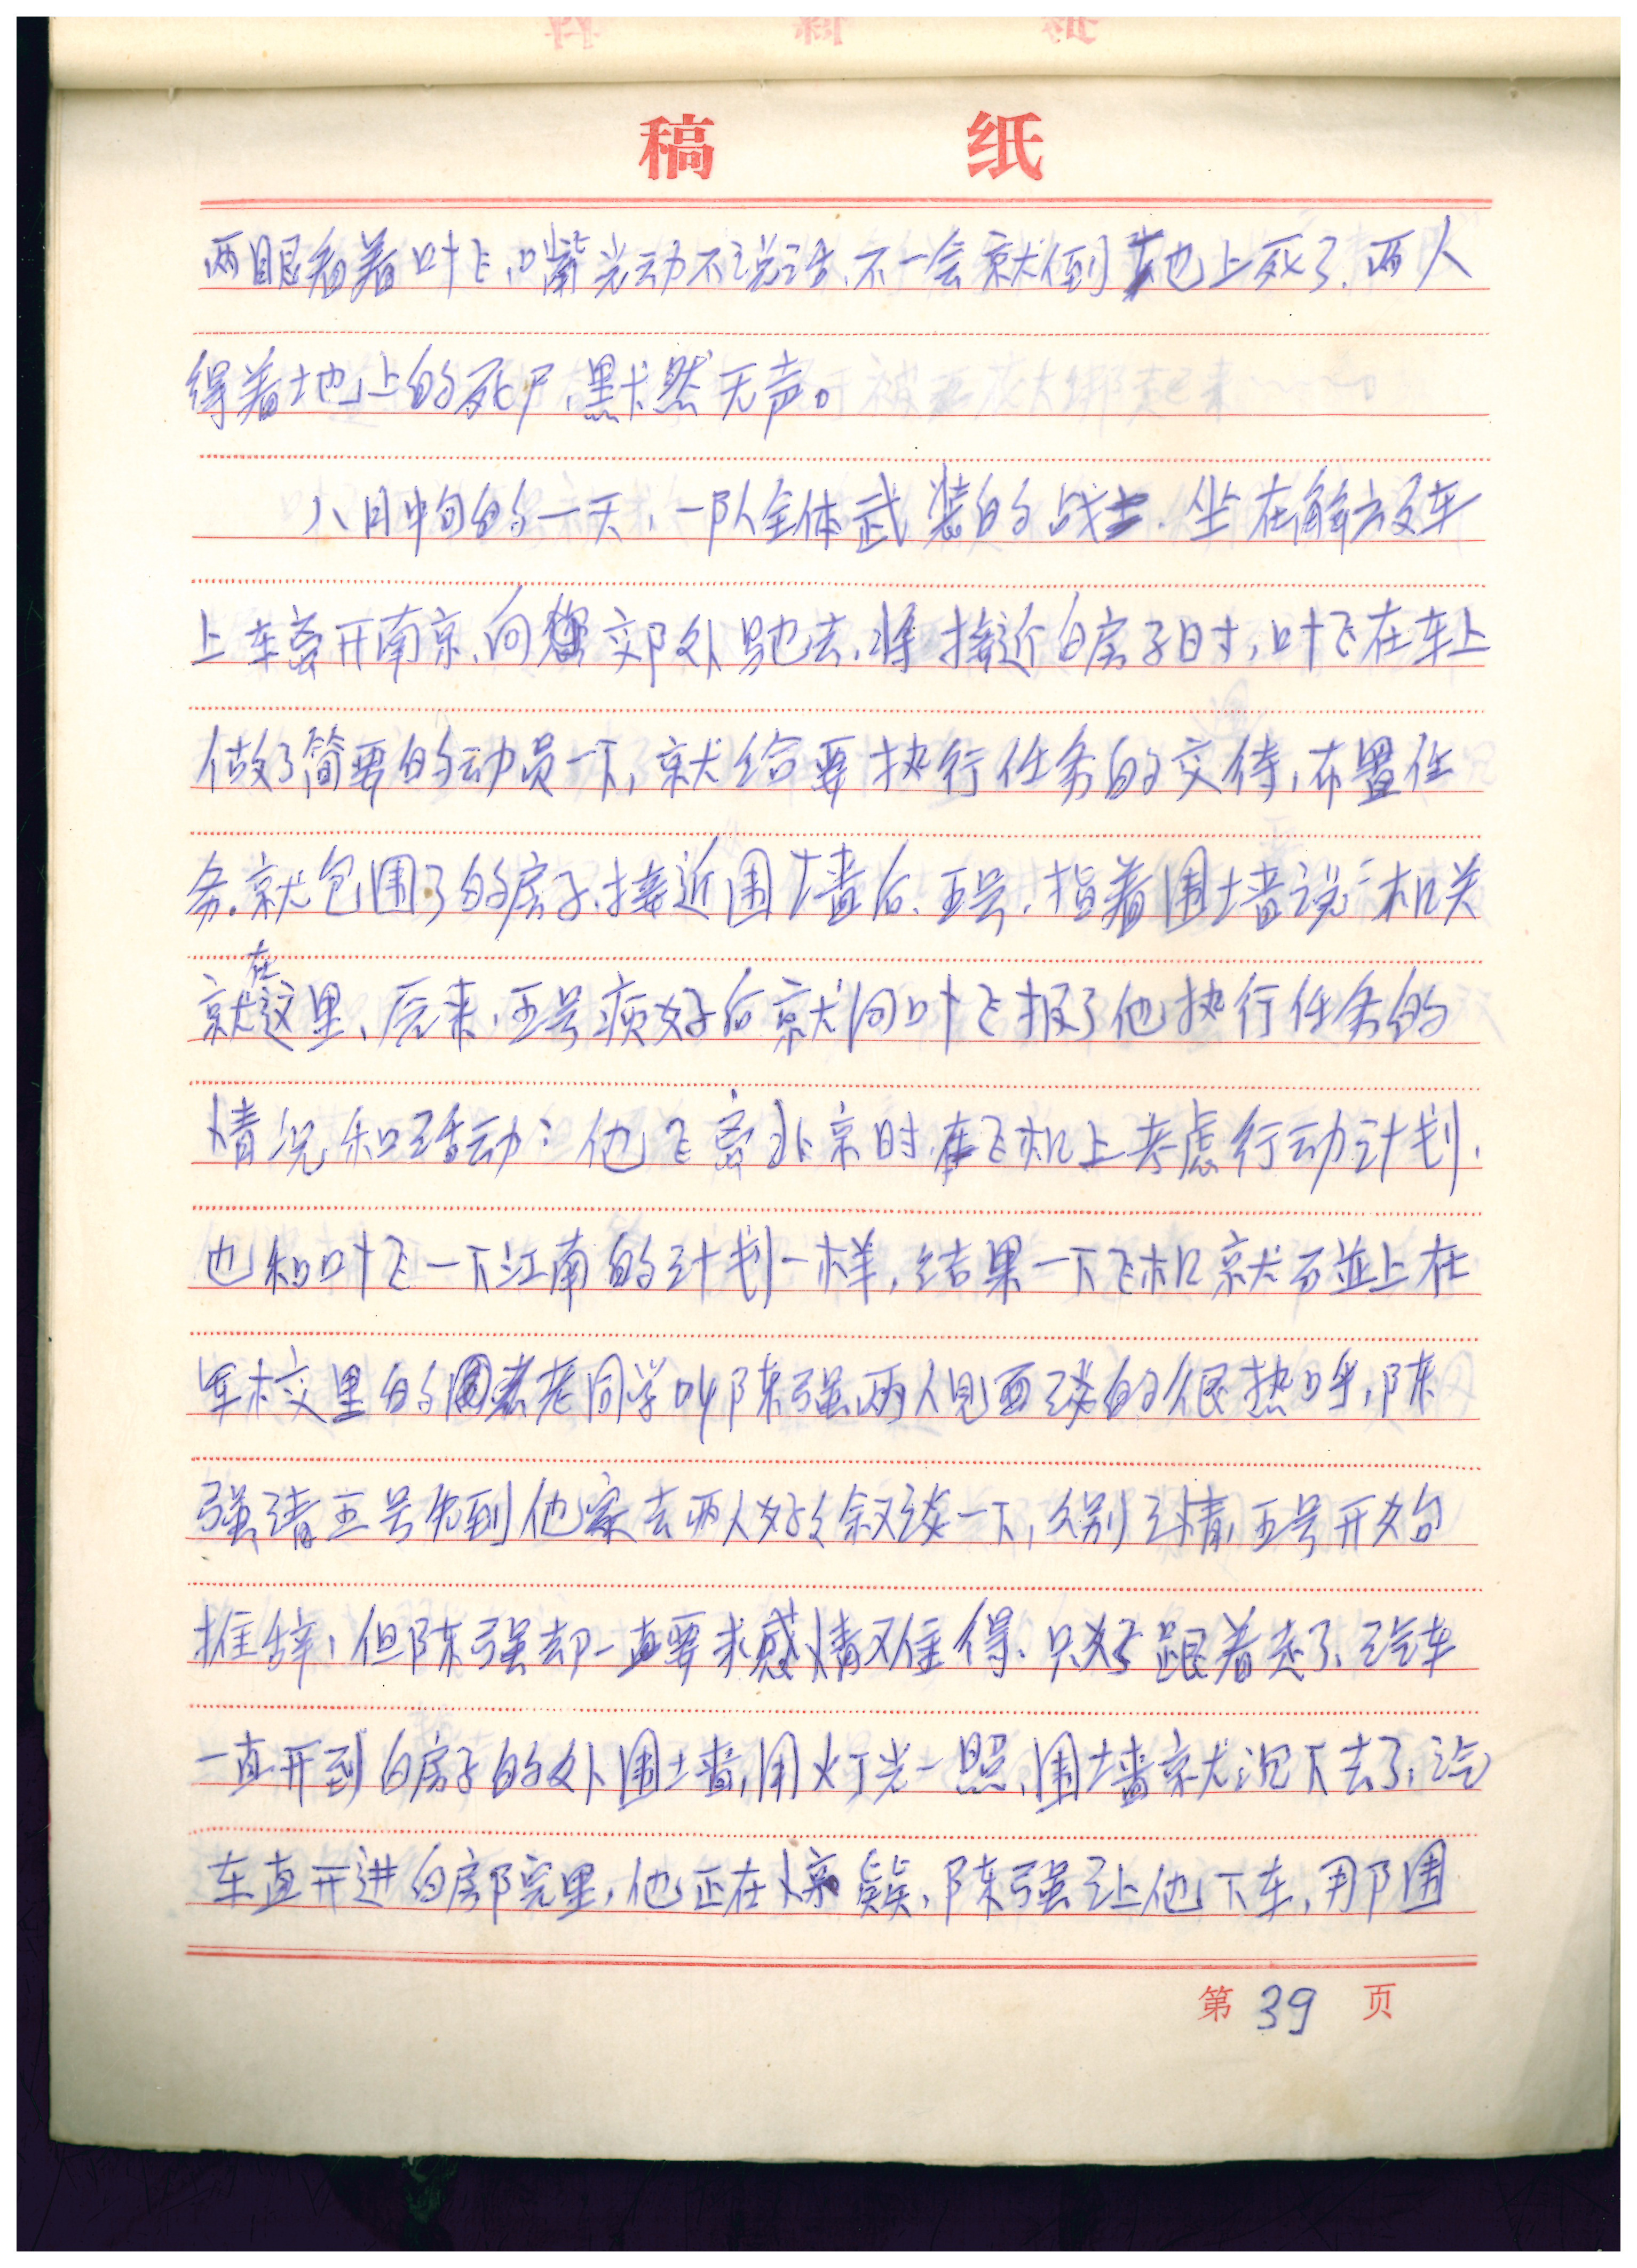 稿 纸
两眼看着叶飞,嘴光动不说话、不一会就倒地上死了.两人
得着地上的死尸、默然无声。
八月中旬的一天,一队全体武装的战士.坐在解放车
上车离开南京、向郊外驰去.将接近白房子时,叶飞在车上
做了简要的动员一下,就给要执行任务的交待,布置任
务.就包围了白房子.接近围墙后、五号.指着围墙说:机关
就在这里、后来.五号病好后就向叶飞报了他执行任务的
情况和活动:他飞离北京时.在飞机上考虑行动计划.
也和叶飞一下江南的计划一样,结果一下飞机就碰上在
军校里的老同学叫陈强,两人见面谈的很热呼,陈
强请五号先到他家去两人好好叙谈一下,久别之情,五号开始
推辞,但陈强却一直要求感情难得、只好跟着走了、汽车
一直开到白房子的外围墙,用灯光一照、围墙就沉下去了,汽
车直开进白房院里,他正在惊疑,陈强让他下车,那围
第 39 页